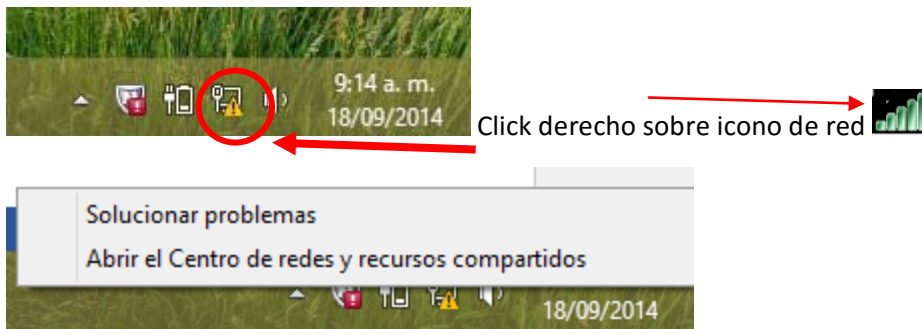 9:14 a. m.
18/09/2014
Click derecho sobre icono de red
Solucionar problemas
Abrir el Centro de redes y recursos compartidos
18/09/2014